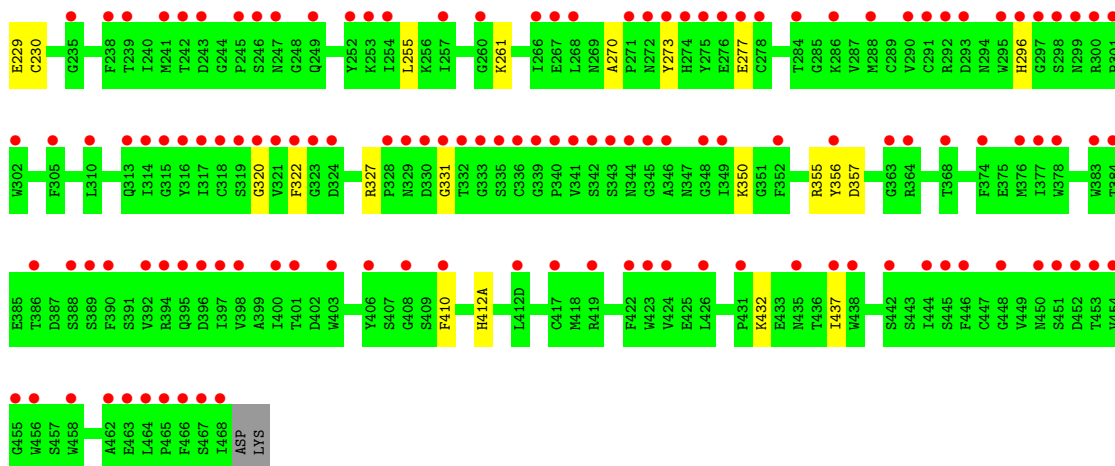 E229 C230 G235 F238 T239 I240 M241 T242 D243 G244 P245 S246 N247 G248 Q249 Y252 K253 I254 L255 K256 I257 G260 K261 I266 E267 L268 N269 A270 P271 N272 Y273 H274 Y275 E276 E277 C278 T284 G285 K286 V287 M288 C289 V290 C291 R292 D293 N294 W295 H296 G297 S298 N299 R300 P301
W302 F305 L310 Q313 I314 G315 Y316 I317 C318 S319 G320 V321 F322 G323 D324 R327 P328 N329 D330 G331 T332 G333 S335 C336 G339 P340 V341 S342 S343 N344 G345 A346 N347 G348 I349 K350 G351 F352 R355 Y356 D357 G363 R364 T368 F374 E375 M376 I377 W378 W383 T384
E385 T386 D387 S388 S389 F390 S391 V392 R394 Q395 D396 I397 V398 A399 I400 T401 D402 W403 Y406 S407 G408 S409 F410 H412A L412D C417 M418 R419 F422 W423 V424 E425 L426 P431 K432 E433 N435 T436 I437 W438 S442 S443 I444 S445 F446 C447 G448 V449 N450 S451 D452 T453 V454
G455 W456 S457 W458 A462 E463 L464 P465 F466 S467 I468 ASP LYS